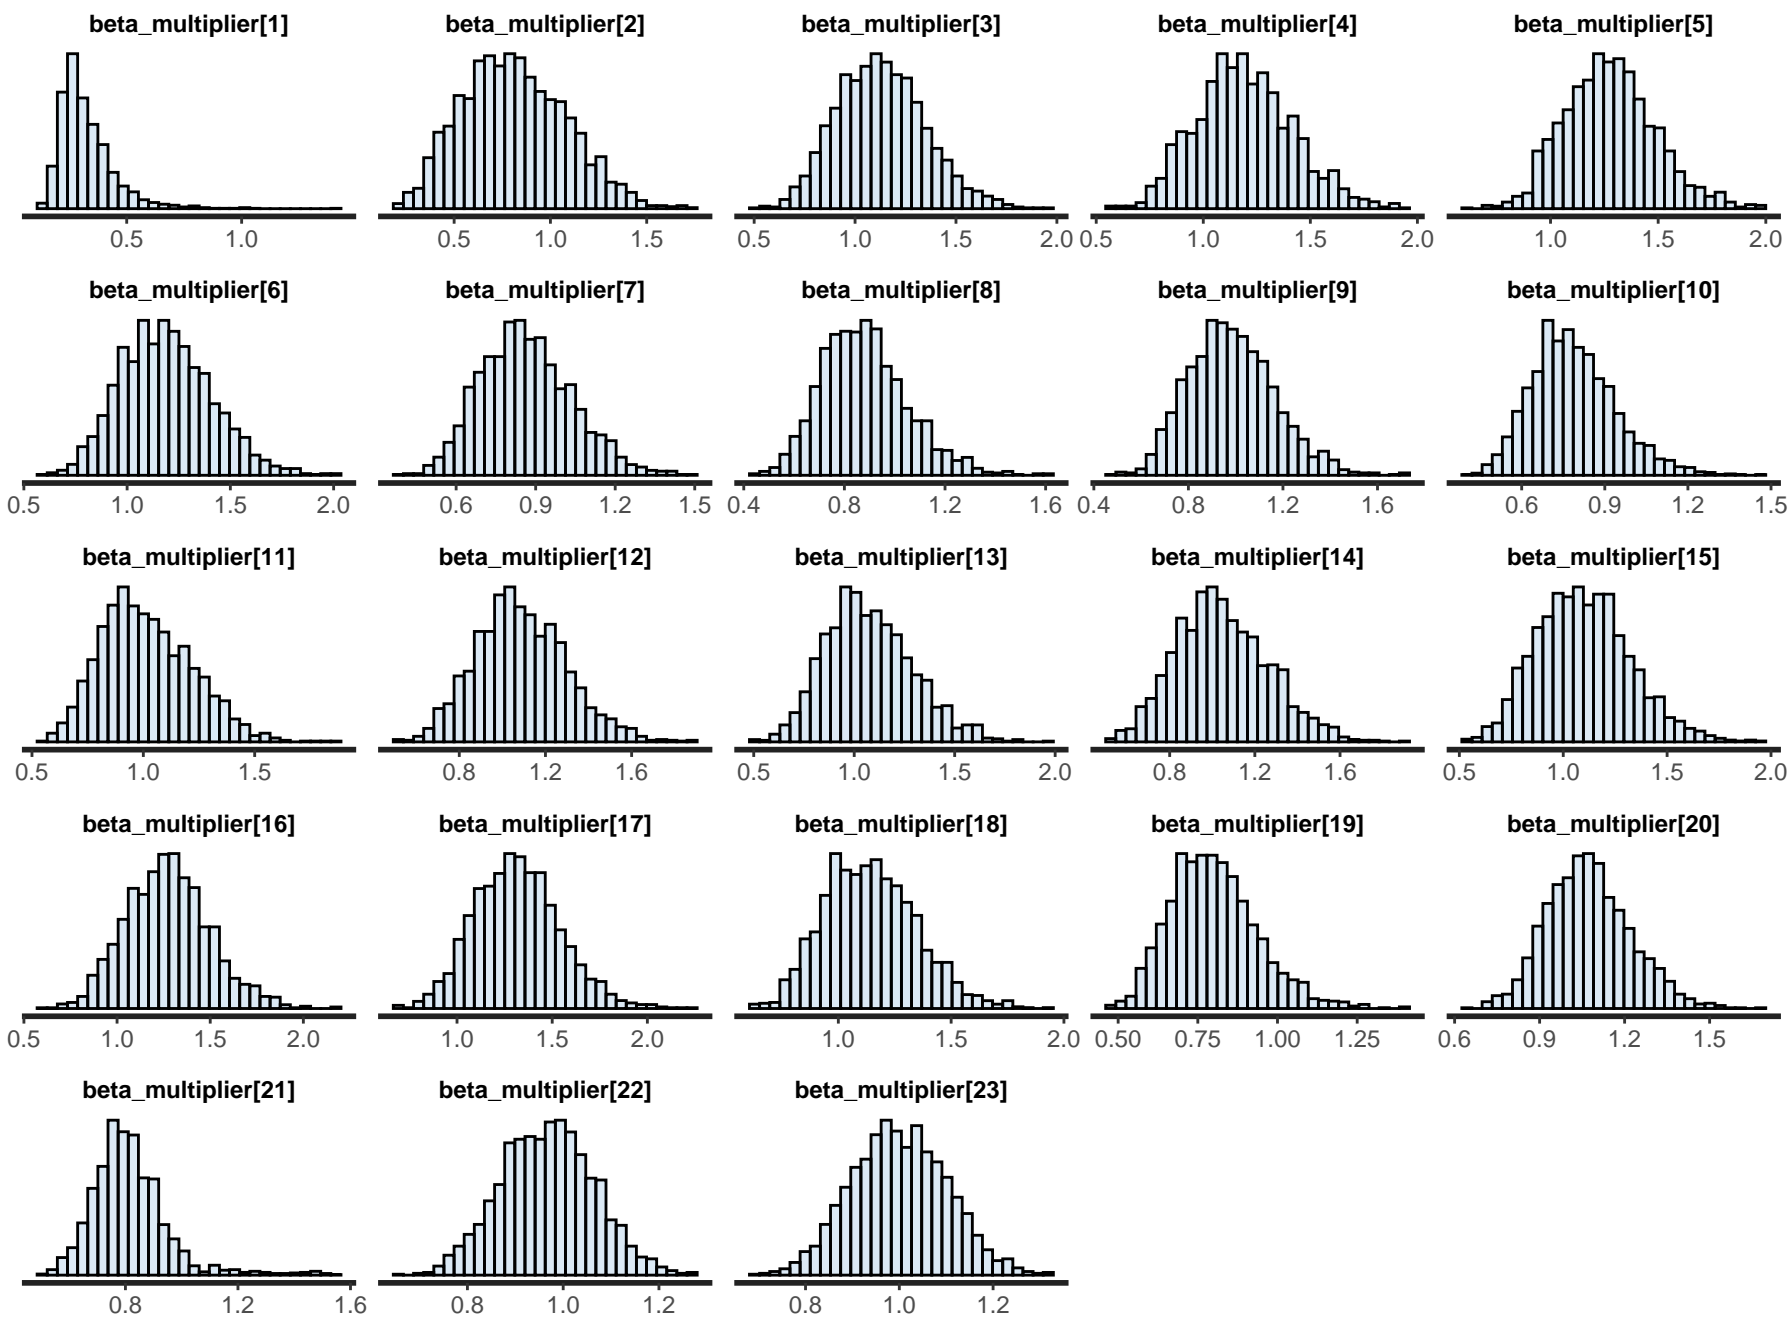 beta_multiplier[1] beta_multiplier[2] beta_multiplier[3] beta_multiplier[4] beta_multiplier[5]
0.5 1.0 0.5 1.0 1.5 0.5 1.0 1.5 2.0 0.5 1.0 1.5 2.0 1.0 1.5 2.0
beta_multiplier[6] beta_multiplier[7] beta_multiplier[8] beta_multiplier[9] beta_multiplier[10]
0.5 1.0 1.5 2.0 0.6 0.9 1.2 1.5 0.4 0.8 1.2 1.6 0.4 0.8 1.2 1.6 0.6 0.9 1.2 1.5
beta_multiplier[11] beta_multiplier[12] beta_multiplier[13] beta_multiplier[14] beta_multiplier[15]
0.5 1.0 1.5 0.8 1.2 1.6 0.5 1.0 1.5 2.0 0.8 1.2 1.6 0.5 1.0 1.5 2.0
beta_multiplier[16] beta_multiplier[17] beta_multiplier[18] beta_multiplier[19] beta_multiplier[20]
0.5 1.0 1.5 2.0 1.0 1.5 2.0 1.0 1.5 2.0 0.50 0.75 1.00 1.25 0.6 0.9 1.2 1.5
beta_multiplier[21] beta_multiplier[22] beta_multiplier[23]
0.8 1.2 1.6 0.8 1.0 1.2 0.8 1.0 1.2